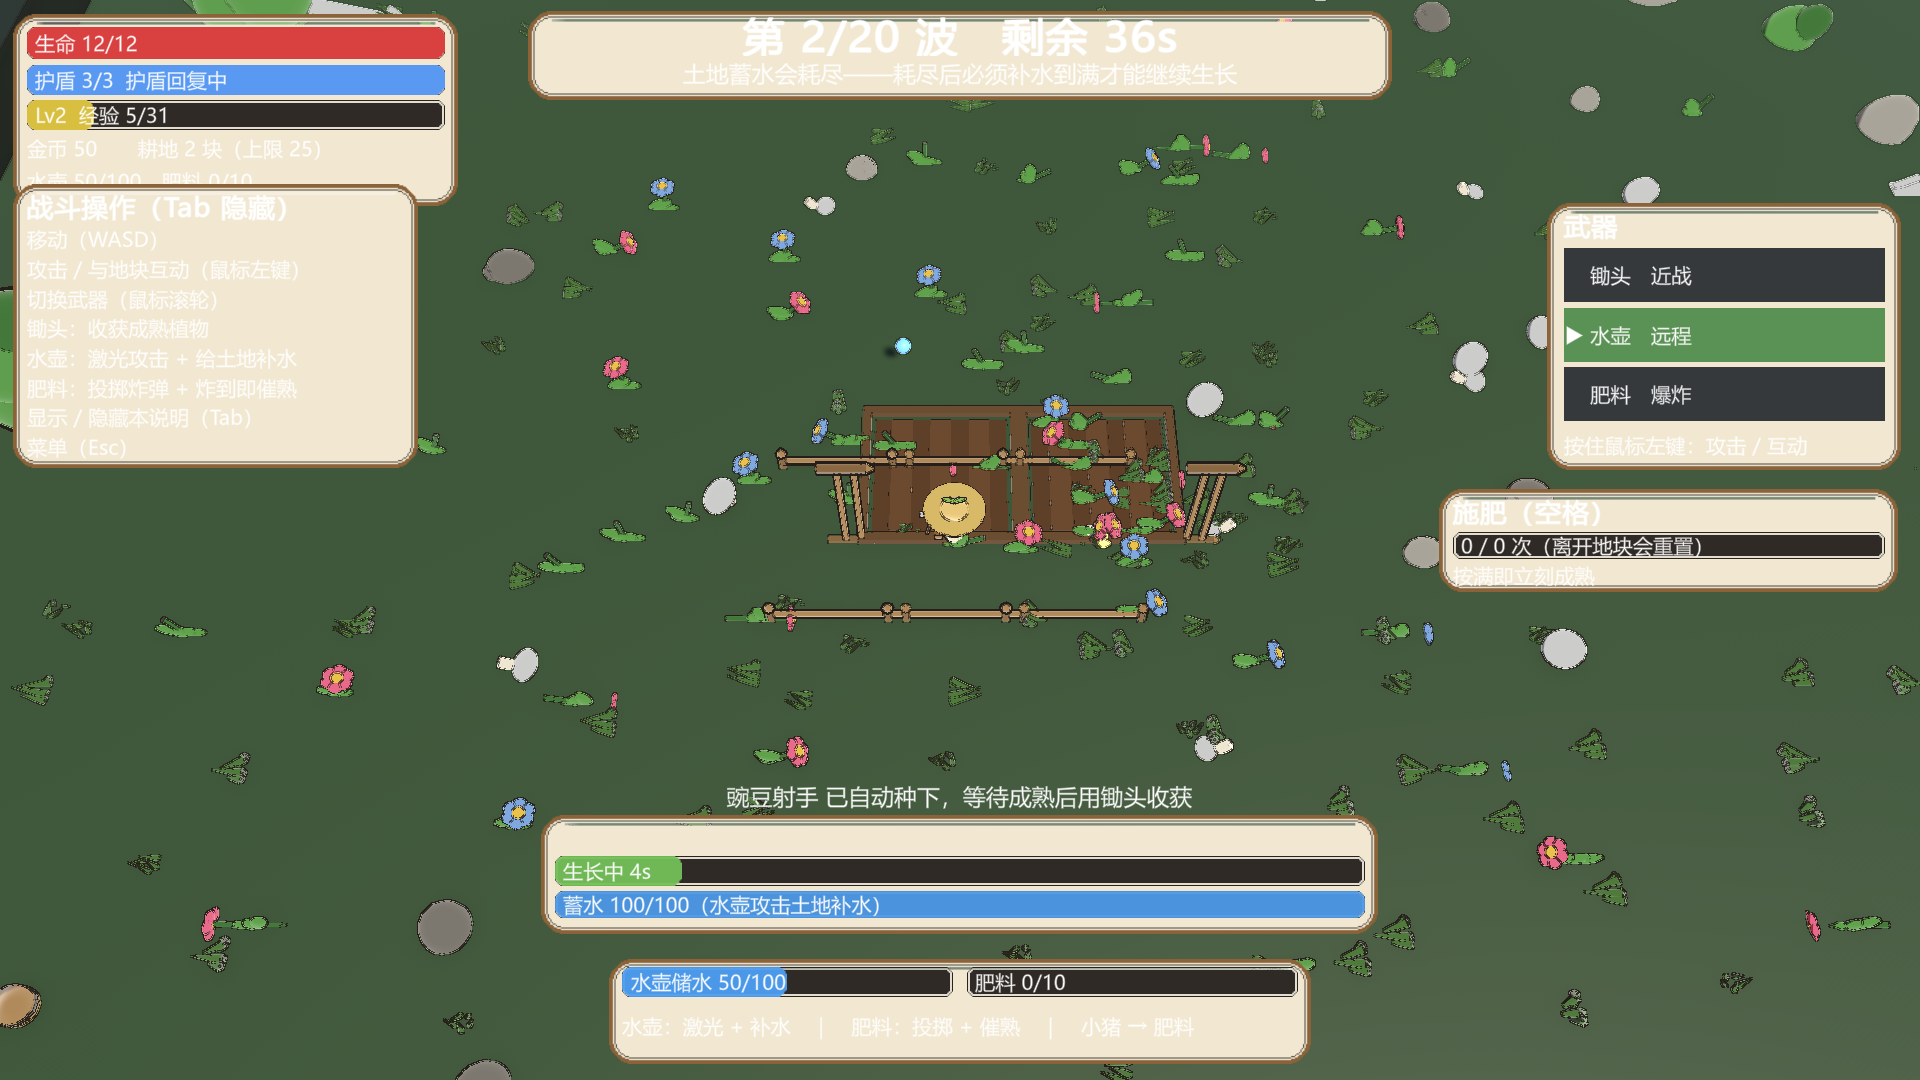 生命 12/12
护盾 3/3 护盾回复中
Lv2 经验 5/31
金币 50 耕地 2 块（上限 25）
水壶 50/100 肥料 0/10
第 2/20 波 剩余 36s
土地蓄水会耗尽——耗尽后必须补水到满才能继续生长
战斗操作（Tab 隐藏）
移动（WASD）
攻击 / 与地块互动（鼠标左键）
切换武器（鼠标滚轮）
锄头：收获成熟植物
水壶：激光攻击 + 给土地补水
肥料：投掷炸弹 + 炸到即催熟
显示 / 隐藏本说明（Tab）
菜单（Esc）
武器
锄头 近战
▶ 水壶 远程
肥料 爆炸
按住鼠标左键：攻击 / 互动
施肥（空格）
0 / 0 次（离开地块会重置）
按满即立刻成熟
豌豆射手 已自动种下，等待成熟后用锄头收获
生长中 4s
蓄水 100/100（水壶攻击土地补水）
水壶储水 50/100 肥料 0/10
水壶：激光 + 补水 | 肥料：投掷 + 催熟 | 小猪 → 肥料